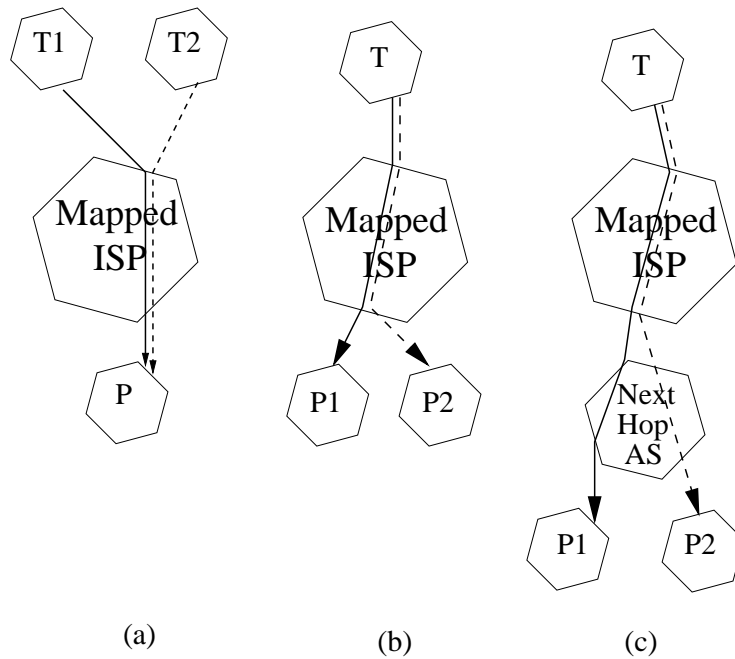 T1
T2
Mapped
ISP
P
(a)
T
Mapped
ISP
P1
P2
(b)
T
Mapped
ISP
Next
Hop
AS
P1
P2
(c)